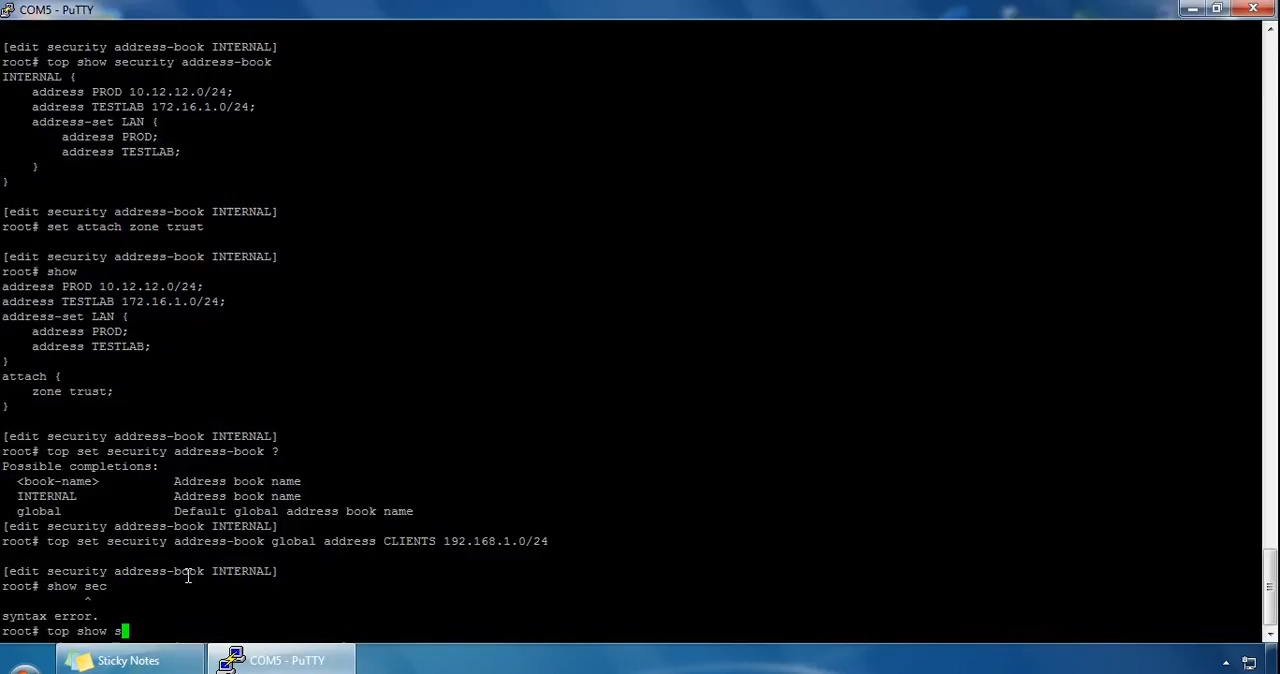 COM5 - PuTTY
[edit security address-book INTERNAL]
root# top show security address-book
INTERNAL {
    address PROD 10.12.12.0/24;
    address TESTLAB 172.16.1.0/24;
    address-set LAN {
        address PROD;
        address TESTLAB;
    }
}
[edit security address-book INTERNAL]
root# set attach zone trust
[edit security address-book INTERNAL]
root# show
address PROD 10.12.12.0/24;
address TESTLAB 172.16.1.0/24;
address-set LAN {
    address PROD;
    address TESTLAB;
}
attach {
    zone trust;
}
[edit security address-book INTERNAL]
root# top set security address-book ?
Possible completions:
  <book-name>          Address book name
  INTERNAL             Address book name
  global               Default global address book name
[edit security address-book INTERNAL]
root# top set security address-book global address CLIENTS 192.168.1.0/24
[edit security address-book INTERNAL]
root# show sec
           ^
syntax error.
root# top show s
Sticky Notes
COM5 - PuTTY